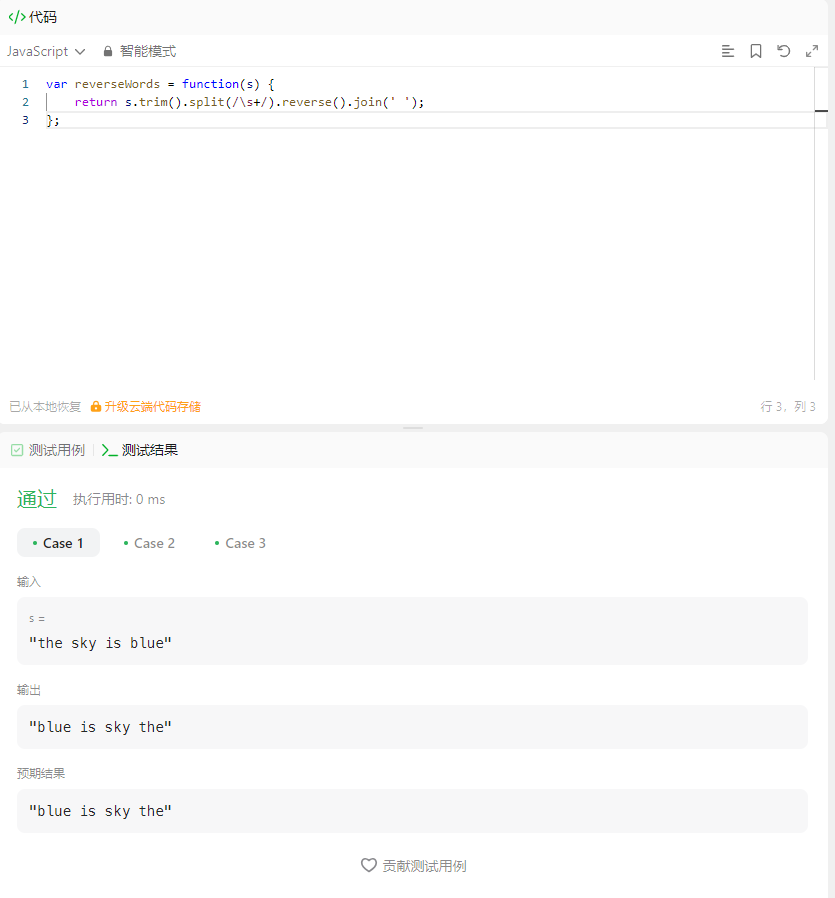 </> 代码
JavaScript 智能模式
1 var reverseWords = function(s) {
2 return s.trim().split(/\s+/).reverse().join(' ');
3 };
已从本地恢复 升级云端代码存储 行 3, 列 3
测试用例 测试结果
通过 执行用时: 0 ms
Case 1 Case 2 Case 3
输入
s =
"the sky is blue"
输出
"blue is sky the"
预期结果
"blue is sky the"
贡献测试用例